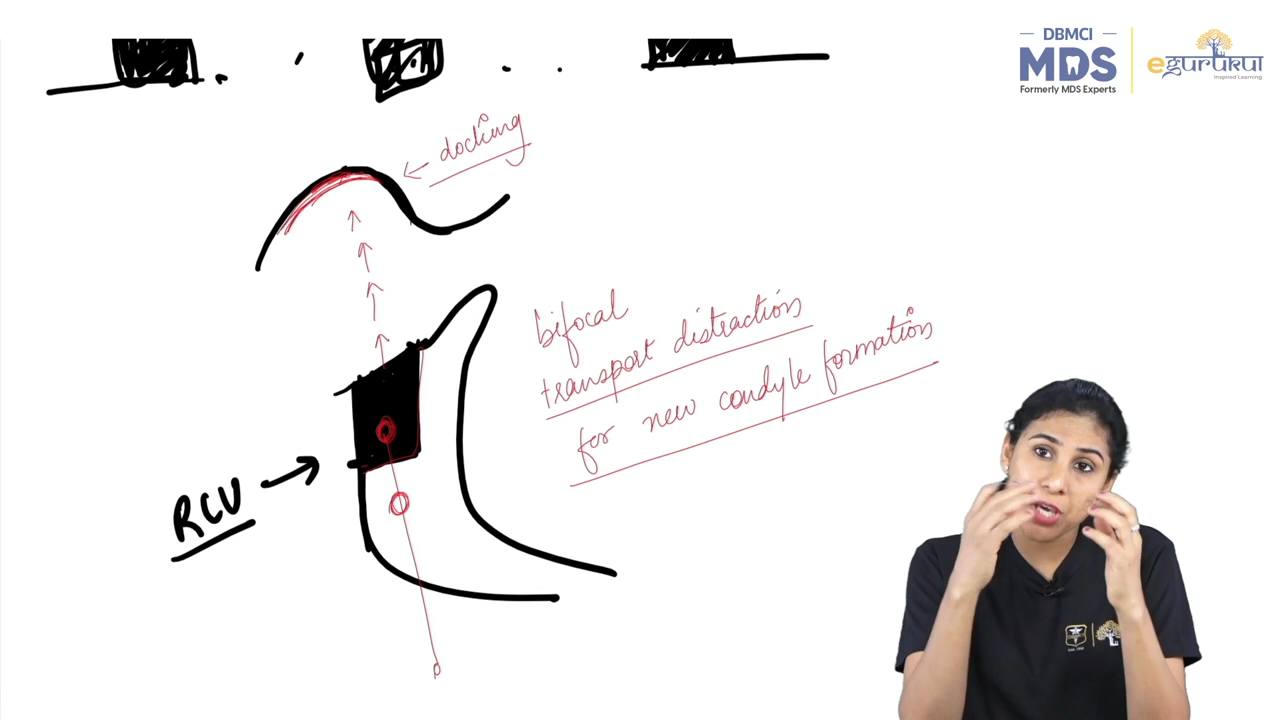 DBMCI
MDS
Formerly MDS Experts
egurukul
Inspired Learning
← docking
bifocal
transport distraction
for new condyle formation
RCU →